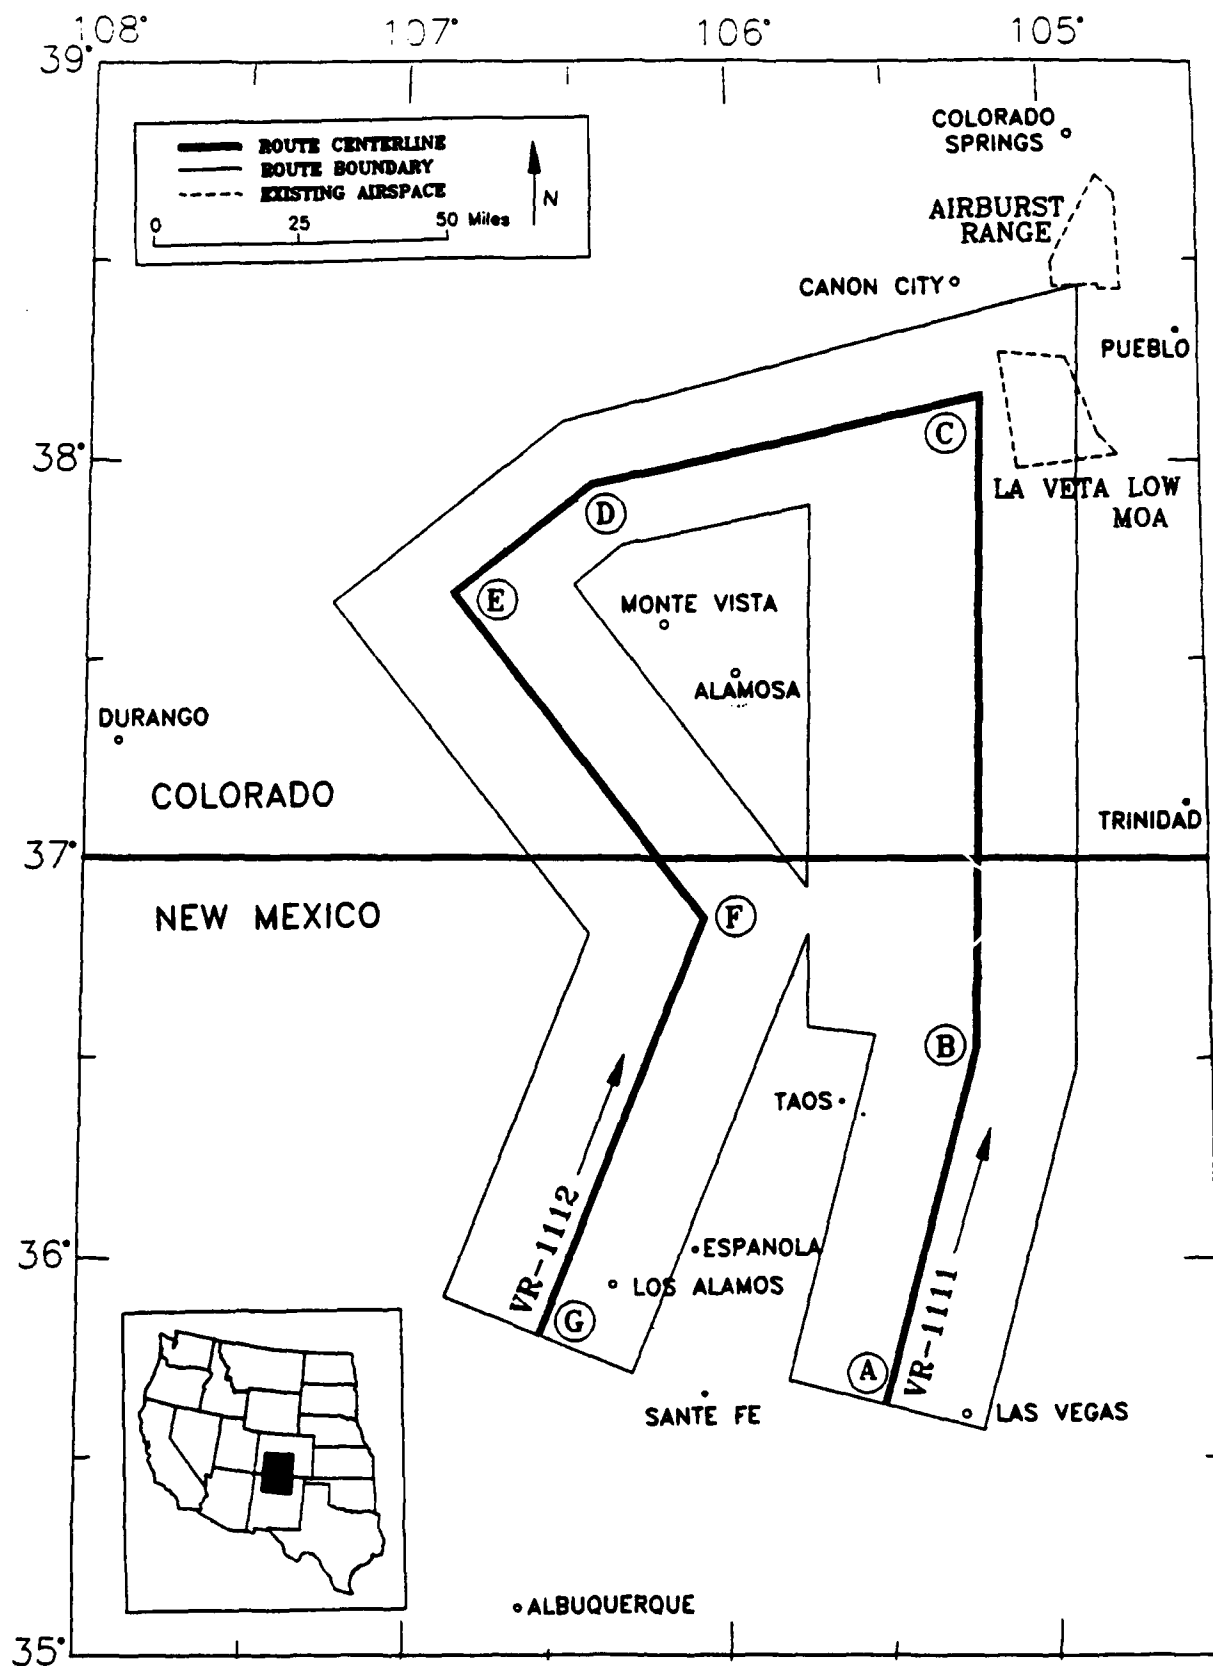 108° 107° 106° 105°
39°
COLORADO
SPRINGS
ROUTE CENTERLINE
ROUTE BOUNDARY
EXISTING AIRSPACE
N
0 25 50 Miles
AIRBURST
RANGE
CANON CITY
PUEBLO
C
38°
LA VETA LOW
MOA
D
E
MONTE VISTA
ALAMOSA
DURANGO
COLORADO
TRINIDAD
37°
NEW MEXICO
F
B
TAOS
VR-1112
36°
ESPANOLA
LOS ALAMOS
VR-1111
G
A
SANTE FE
LAS VEGAS
ALBUQUERQUE
35°